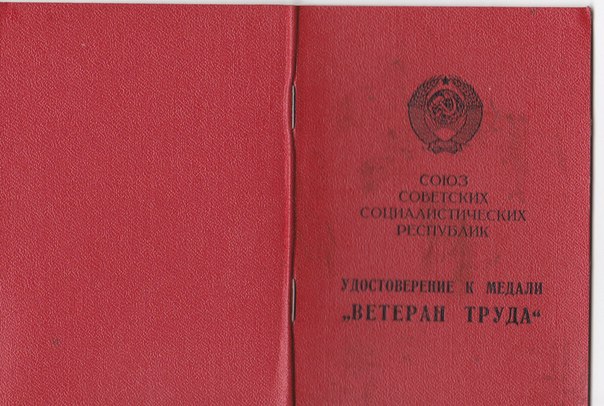 СОЮЗ
СОВЕТСКИХ
СОЦИАЛИСТИЧЕСКИХ
РЕСПУБЛИК
УДОСТОВЕРЕНИЕ К МЕДАЛИ
„ВЕТЕРАН ТРУДА“